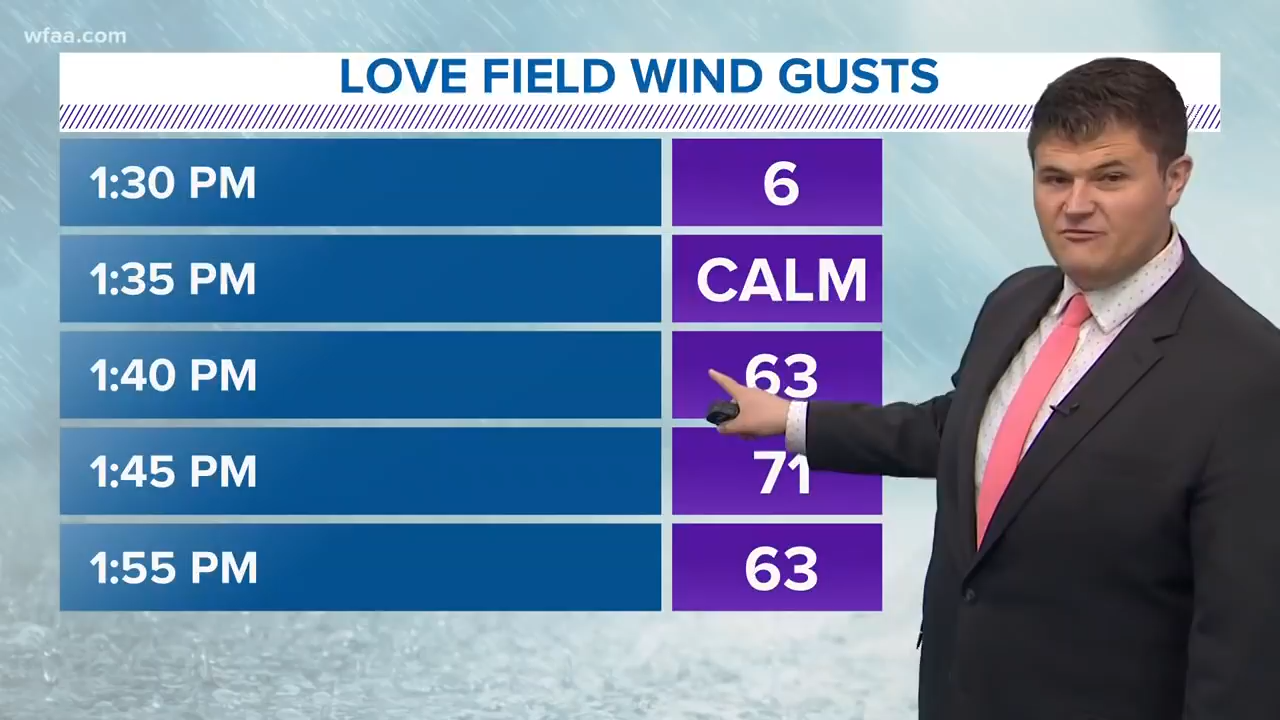 wfaa.com
LOVE FIELD WIND GUSTS
1:30 PM 6
1:35 PM CALM
1:40 PM 63
1:45 PM 71
1:55 PM 63